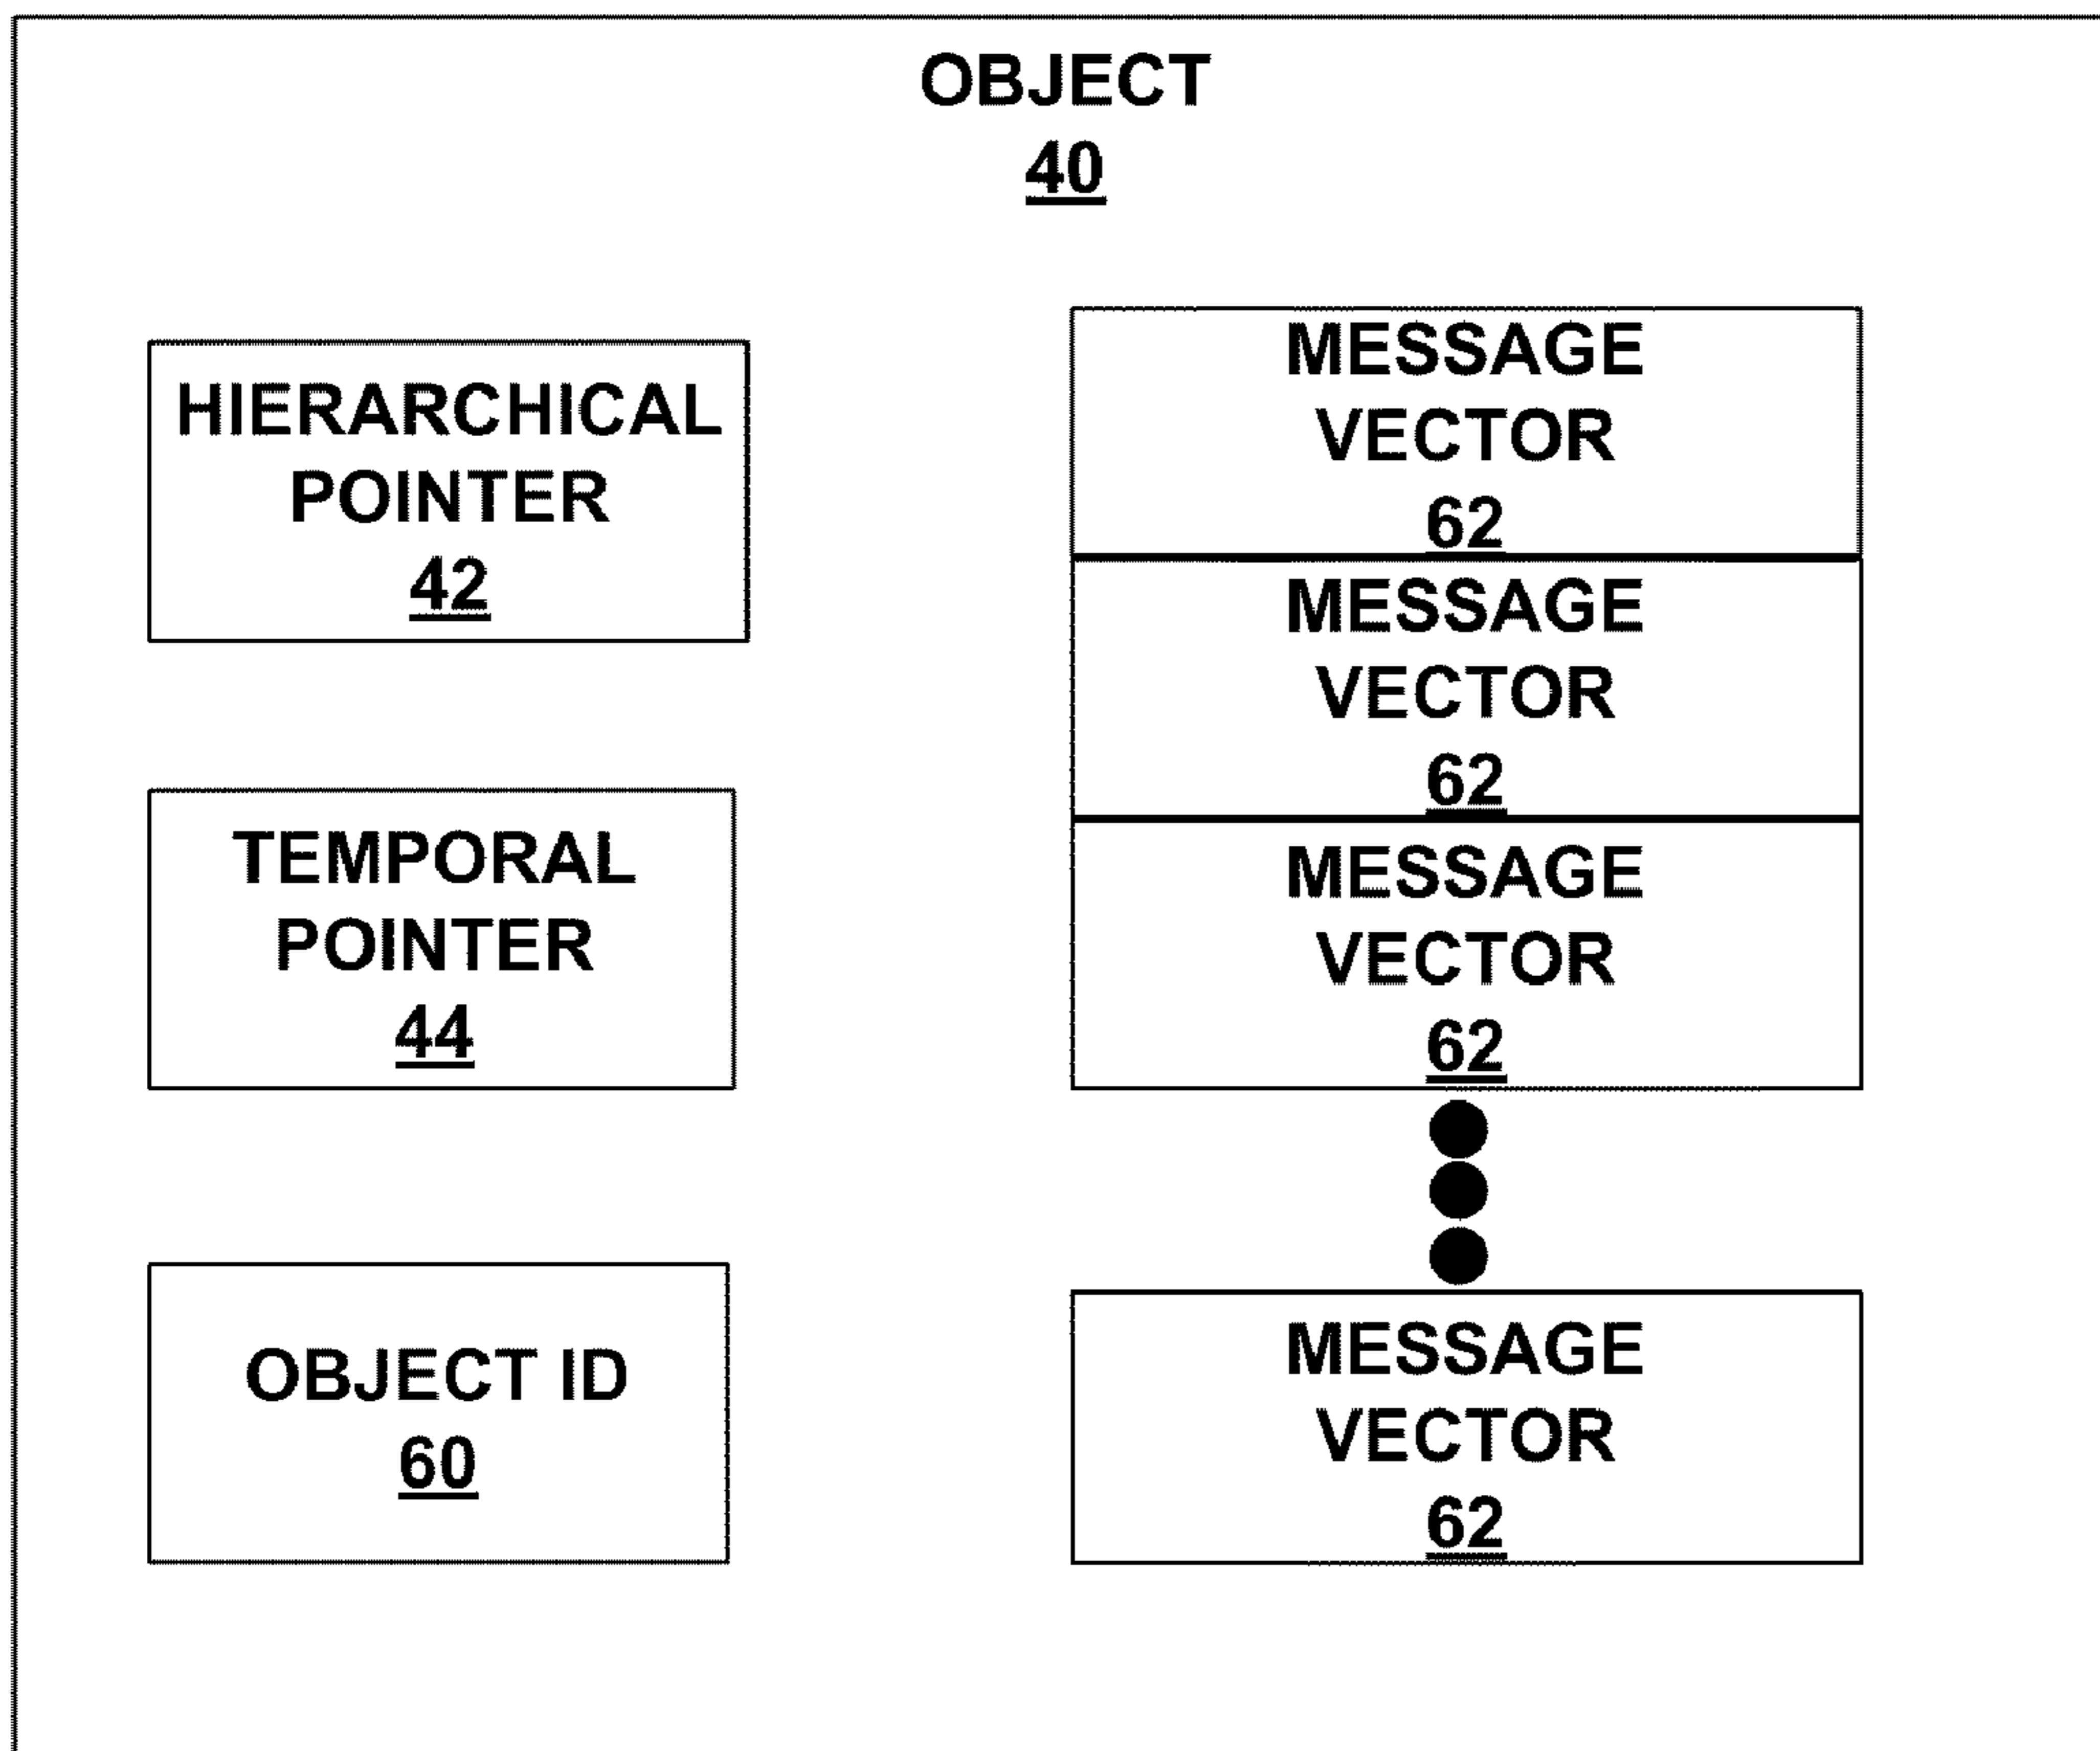 OBJECT
40
HIERARCHICAL
POINTER
42
TEMPORAL
POINTER
44
OBJECT ID
60
MESSAGE
VECTOR
62
MESSAGE
VECTOR
62
MESSAGE
VECTOR
62
MESSAGE
VECTOR
62